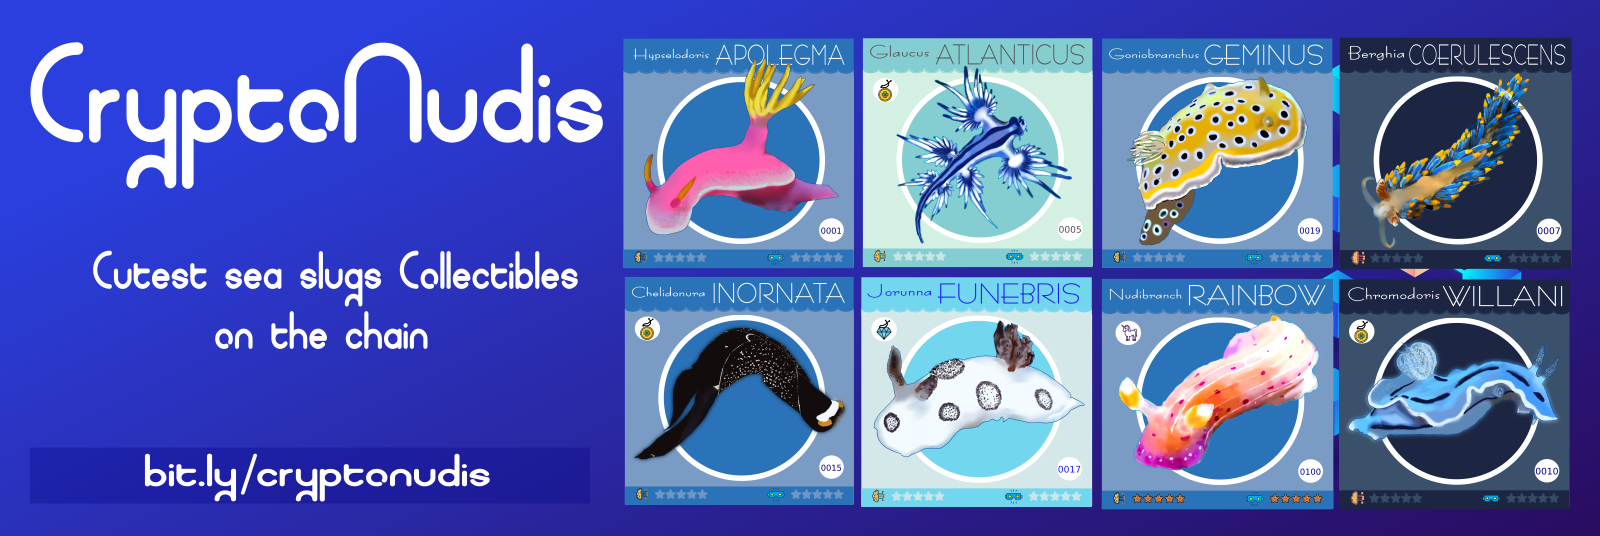 CryptoNudis
Cutest sea slugs Collectibles
on the chain
bit.ly/cryptonudis
Hypselodoris APOLEGMA
0001
Glaucus ATLANTICUS
0005
Goniobranchus GEMINUS
0019
Berghia COERULESCENS
0007
Chelidonura INORNATA
0015
Jorunna FUNEBRIS
0017
Nudibranch RAINBOW
0100
Chromodoris WILLANI
0010